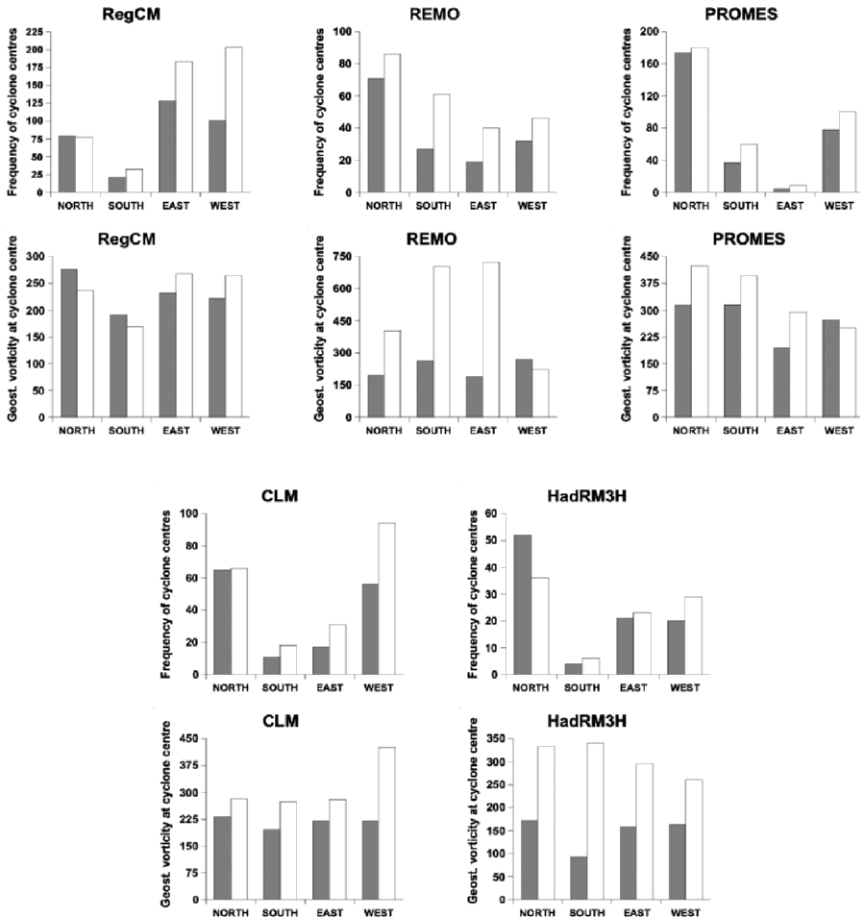 RegCM
Frequency of cyclone centres
225
200
175
150
125
100
75
50
25
0
NORTH SOUTH EAST WEST
REMO
Frequency of cyclone centres
100
80
60
40
20
0
NORTH SOUTH EAST WEST
PROMES
Frequency of cyclone centres
200
160
120
80
40
0
NORTH SOUTH EAST WEST
RegCM
Geost. vorticity at cyclone centre
300
250
200
150
100
50
0
NORTH SOUTH EAST WEST
REMO
Geost. vorticity at cyclone centre
750
600
450
300
150
0
NORTH SOUTH EAST WEST
PROMES
Geost. vorticity at cyclone centre
450
375
300
225
150
75
0
NORTH SOUTH EAST WEST
CLM
Frequency of cyclone centres
100
80
60
40
20
0
NORTH SOUTH EAST WEST
HadRM3H
Frequency of cyclone centres
60
50
40
30
20
10
0
NORTH SOUTH EAST WEST
CLM
Geost. vorticity at cyclone centre
450
375
300
225
150
75
0
NORTH SOUTH EAST WEST
HadRM3H
Geost. vorticity at cyclone centre
350
300
250
200
150
100
50
0
NORTH SOUTH EAST WEST